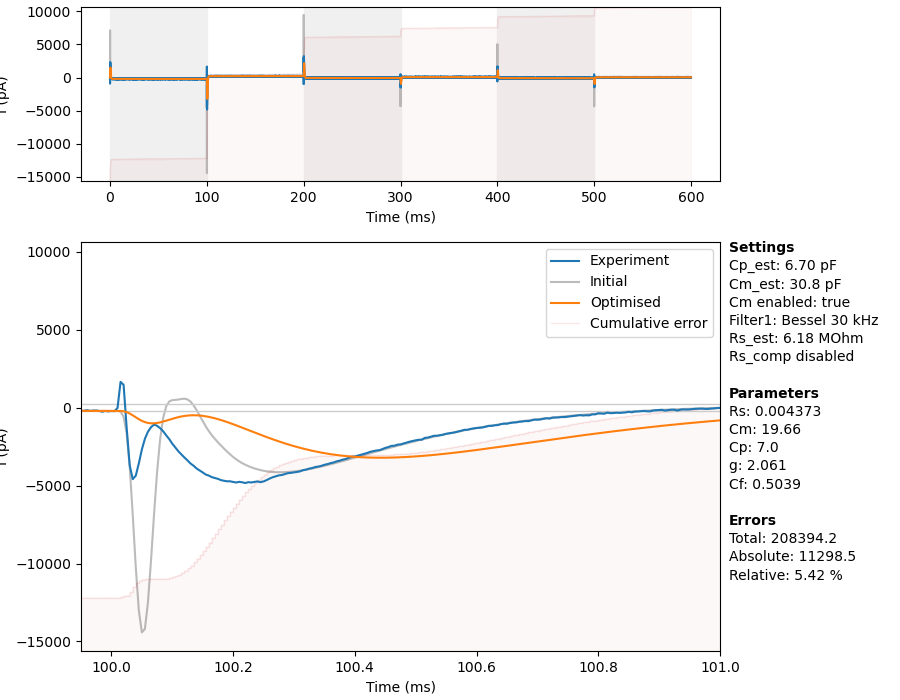 10000
5000
0
−5000
−10000
−15000
I (pA)
0 100 200 300 400 500 600
Time (ms)
10000
5000
0
−5000
−10000
−15000
I (pA)
100.0 100.2 100.4 100.6 100.8 101.0
Time (ms)
Experiment
Initial
Optimised
Cumulative error
Settings
Cp_est: 6.70 pF
Cm_est: 30.8 pF
Cm enabled: true
Filter1: Bessel 30 kHz
Rs_est: 6.18 MOhm
Rs_comp disabled
Parameters
Rs: 0.004373
Cm: 19.66
Cp: 7.0
g: 2.061
Cf: 0.5039
Errors
Total: 208394.2
Absolute: 11298.5
Relative: 5.42 %